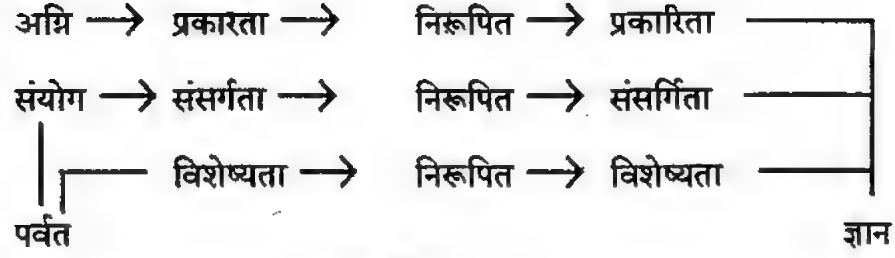 अग्नि → प्रकारता → निरूपित → प्रकारिता
संयोग → संसर्गता → निरूपित → संसर्गिता
विशेष्यता → निरूपित → विशेष्यता
पर्वत ज्ञान